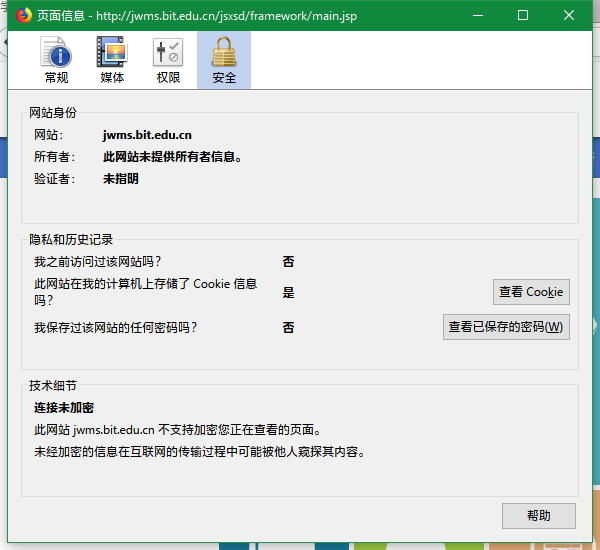 页面信息 - http://jwms.bit.edu.cn/jsxsd/framework/main.jsp
常规 媒体 权限 安全
网站身份
网站： jwms.bit.edu.cn
所有者： 此网站未提供所有者信息。
验证者： 未指明
隐私和历史记录
我之前访问过该网站吗？ 否
此网站在我的计算机上存储了 Cookie 信息
吗？ 是 查看 Cookie
我保存过该网站的任何密码吗？ 否 查看已保存的密码(W)
技术细节
连接未加密
此网站 jwms.bit.edu.cn 不支持加密您正在查看的页面。
未经加密的信息在互联网的传输过程中可能被他人窥探其内容。
帮助